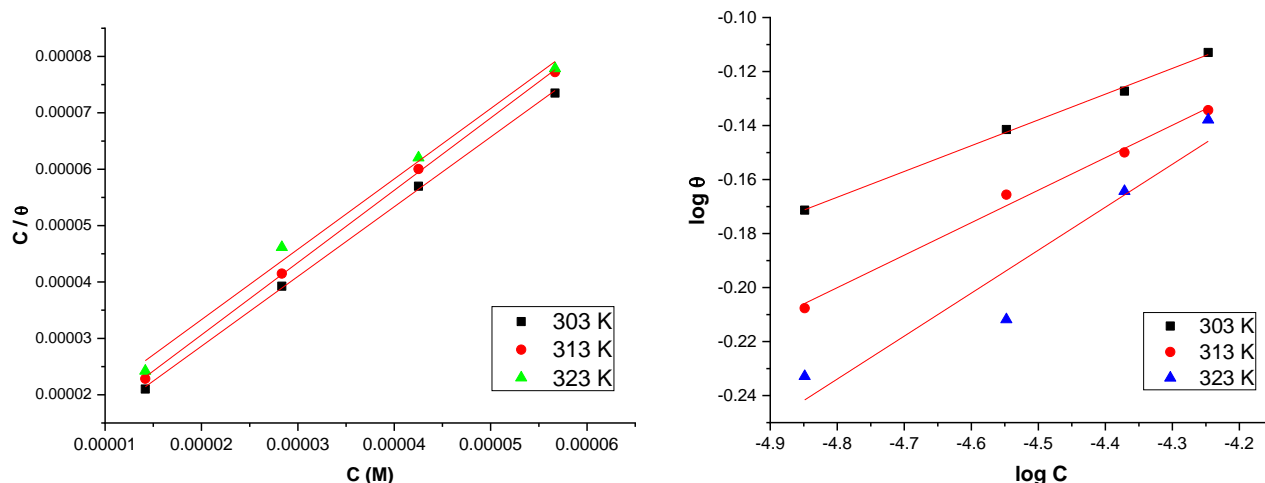 0.00008
0.00007
0.00006
0.00005
0.00004
0.00003
0.00002
C / θ
0.00001 0.00002 0.00003 0.00004 0.00005 0.00006
C (M)
303 K
313 K
323 K
-0.10
-0.12
-0.14
-0.16
-0.18
-0.20
-0.22
-0.24
log θ
-4.9 -4.8 -4.7 -4.6 -4.5 -4.4 -4.3 -4.2
log C
303 K
313 K
323 K